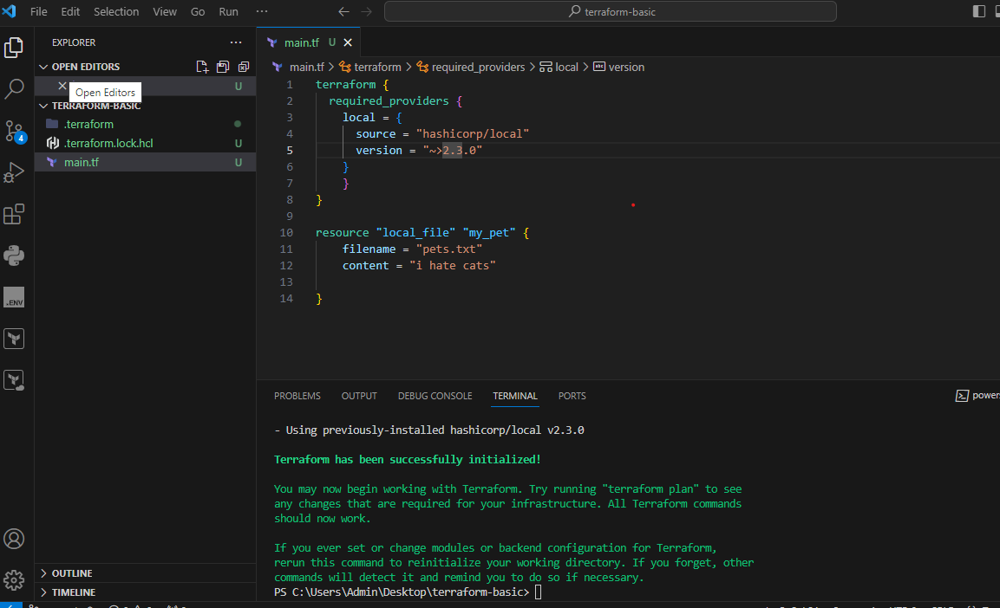 File Edit Selection View Go Run ··· terraform-basic
EXPLORER ···
OPEN EDITORS
U
Open Editors
TERRAFORM-BASIC
.terraform
.terraform.lock.hcl U
main.tf U
4
.ENV
OUTLINE
TIMELINE
main.tf U
main.tf > terraform > required_providers > local > abc version
1 terraform {
2 required_providers {
3 local = {
4 source = "hashicorp/local"
5 version = "~>2.3.0"
6 }
7 }
8 }
9
10 resource "local_file" "my_pet" {
11 filename = "pets.txt"
12 content = "i hate cats"
13
14 }
PROBLEMS OUTPUT DEBUG CONSOLE TERMINAL PORTS powers
- Using previously-installed hashicorp/local v2.3.0
Terraform has been successfully initialized!
You may now begin working with Terraform. Try running "terraform plan" to see
any changes that are required for your infrastructure. All Terraform commands
should now work.
If you ever set or change modules or backend configuration for Terraform,
rerun this command to reinitialize your working directory. If you forget, other
commands will detect it and remind you to do so if necessary.
PS C:\Users\Admin\Desktop\terraform-basic>